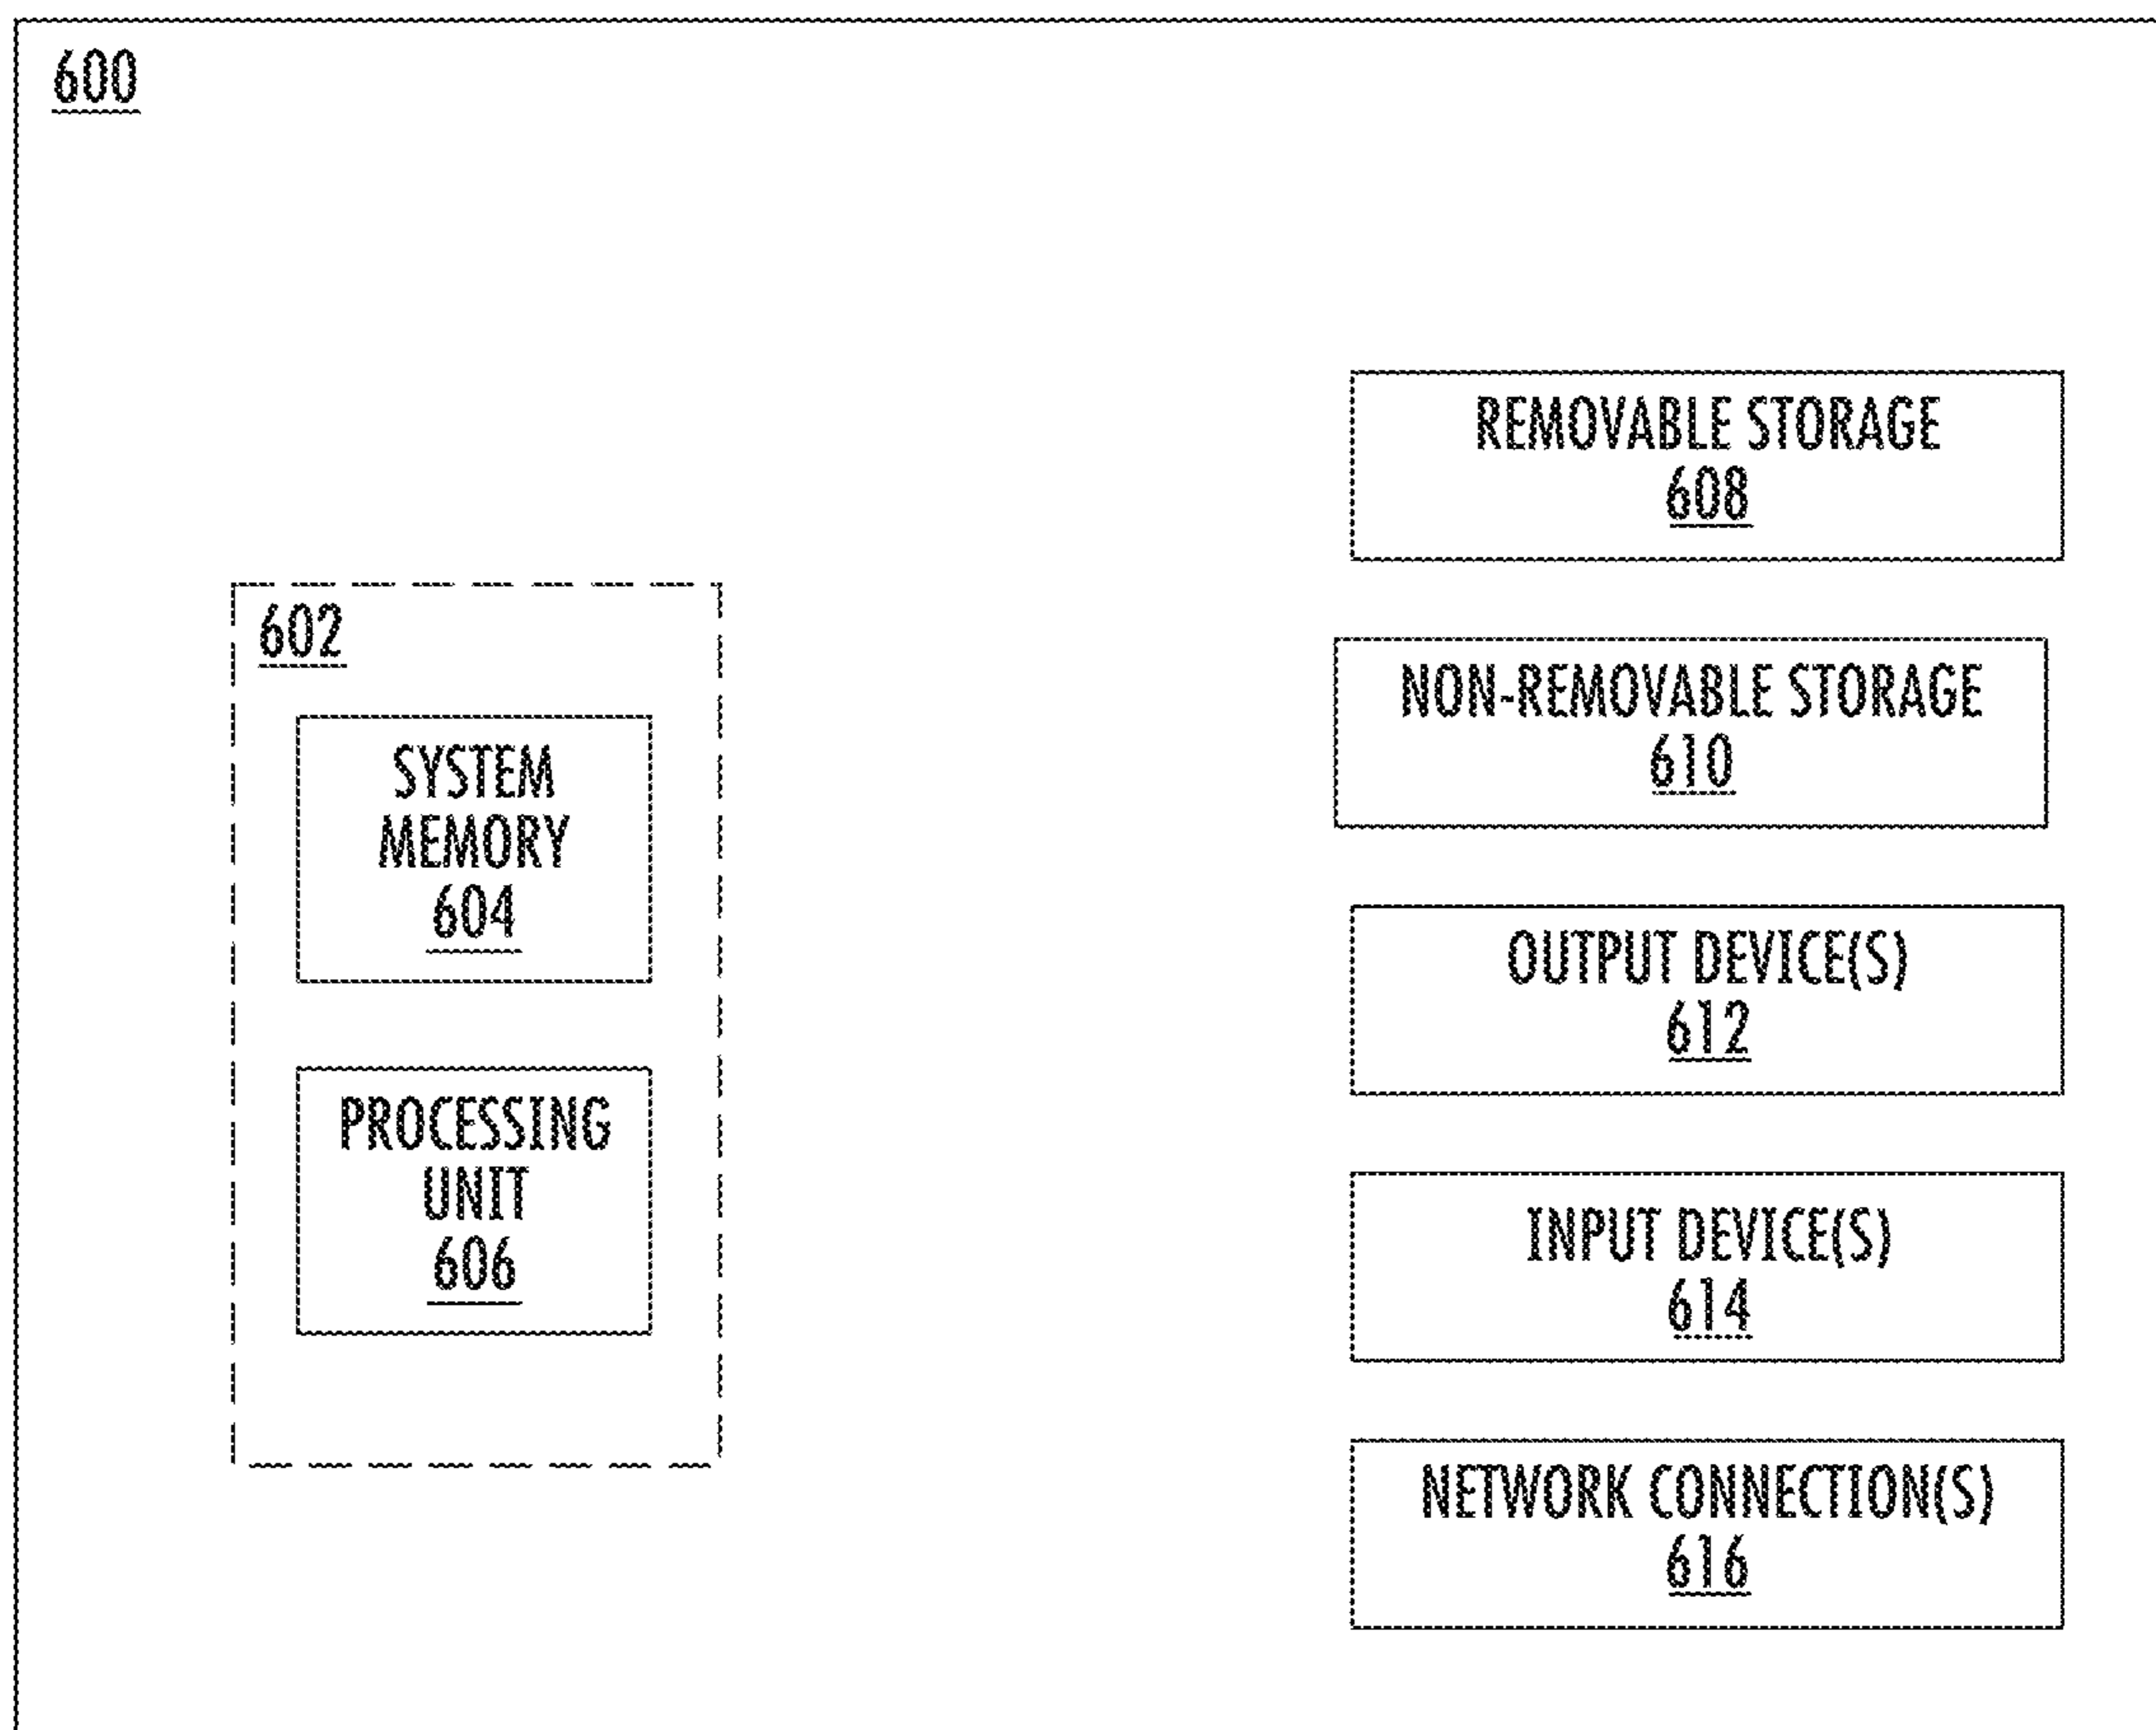 600
602
SYSTEM
MEMORY
604
PROCESSING
UNIT
606
REMOVABLE STORAGE
608
NON-REMOVABLE STORAGE
610
OUTPUT DEVICE(S)
612
INPUT DEVICE(S)
614
NETWORK CONNECTION(S)
616